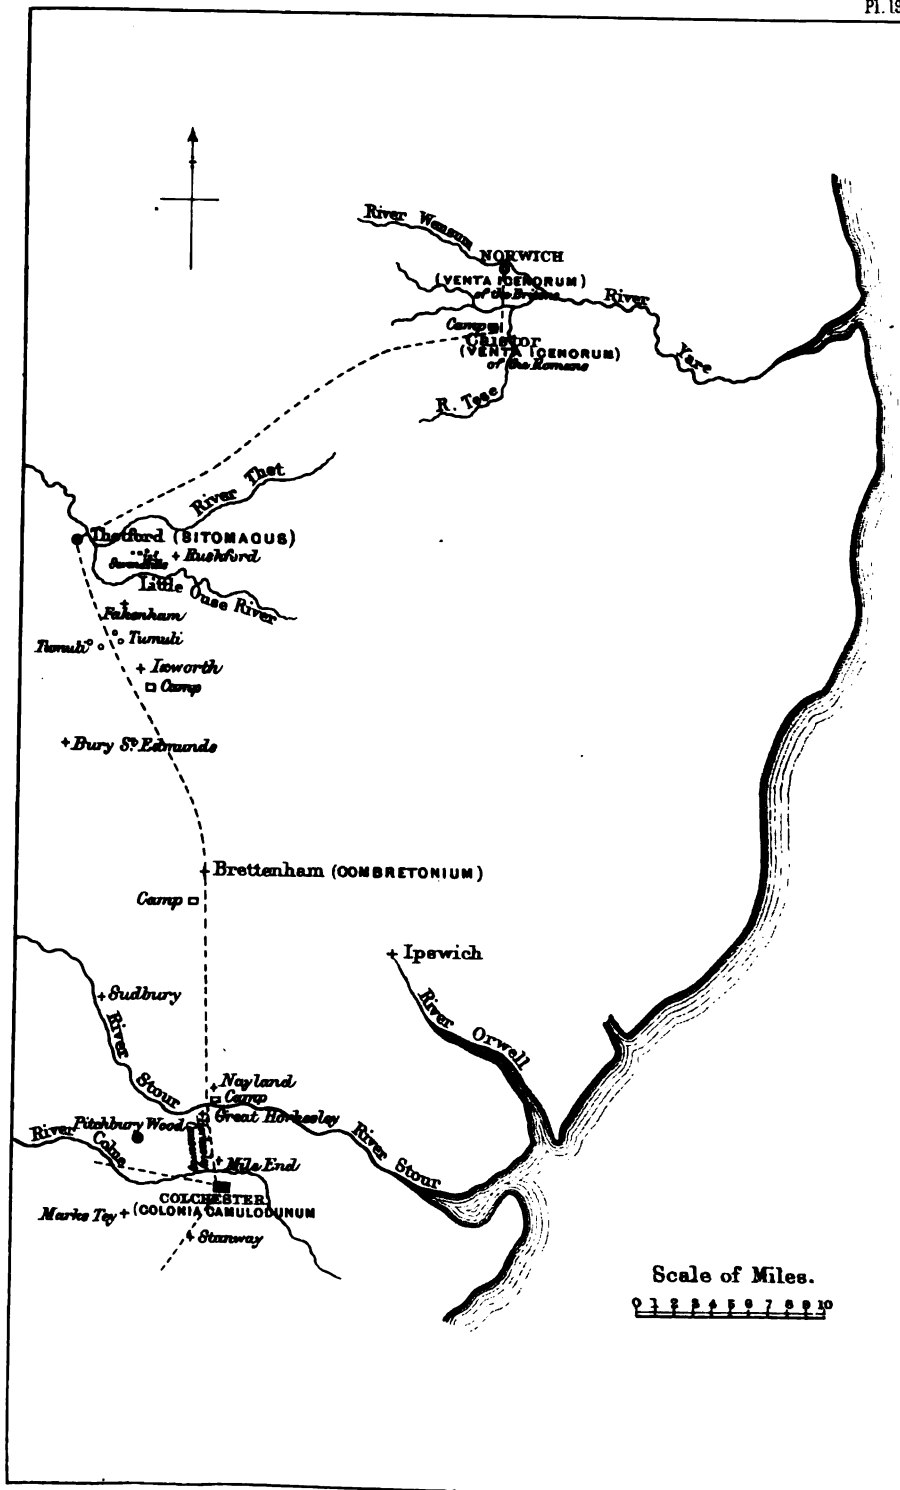 Pl. 19
River Wensum
NORWICH
(VENTA ICENORUM)
of the Britons
River
Yare
Camp
Caistor
(VENTA ICENORUM)
of the Romans
R. Tese
River Thet
Thetford (SITOMAGUS)
Rushford
Little Ouse River
Fakenham
Tumuli
Tumuli
Ixworth
Camp
Bury St. Edmunds
Brettenham (COMBRETONIUM)
Camp
Ipswich
Sudbury
River Orwell
River Stour
Nayland
Camp
Great Horkesley
Pitchbury Wood
River Colne
River Stour
Mile End
COLCHESTER
(COLONIA CAMULODUNUM
Marks Tey
Stanway
Scale of Miles.
0 1 2 3 4 5 6 7 8 9 10